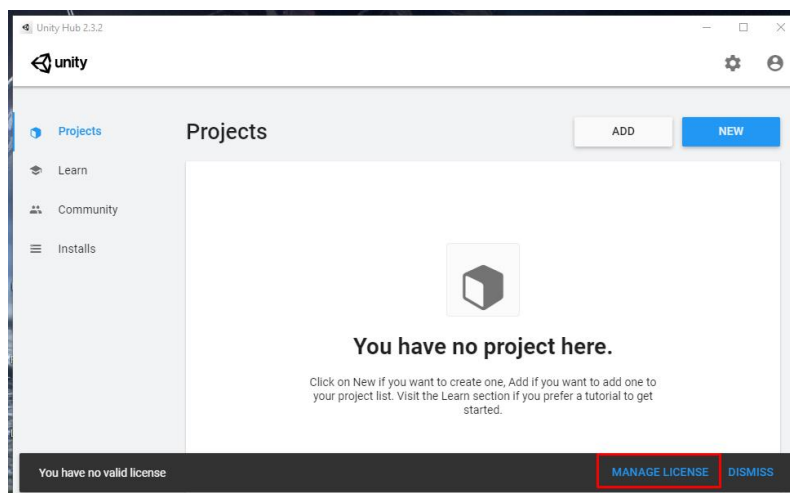 Unity Hub 2.3.2
unity
Projects
Learn
Community
Installs
Projects
ADD
NEW
You have no project here.
Click on New if you want to create one, Add if you want to add one to
your project list. Visit the Learn section if you prefer a tutorial to get
started.
You have no valid license
MANAGE LICENSE
DISMISS